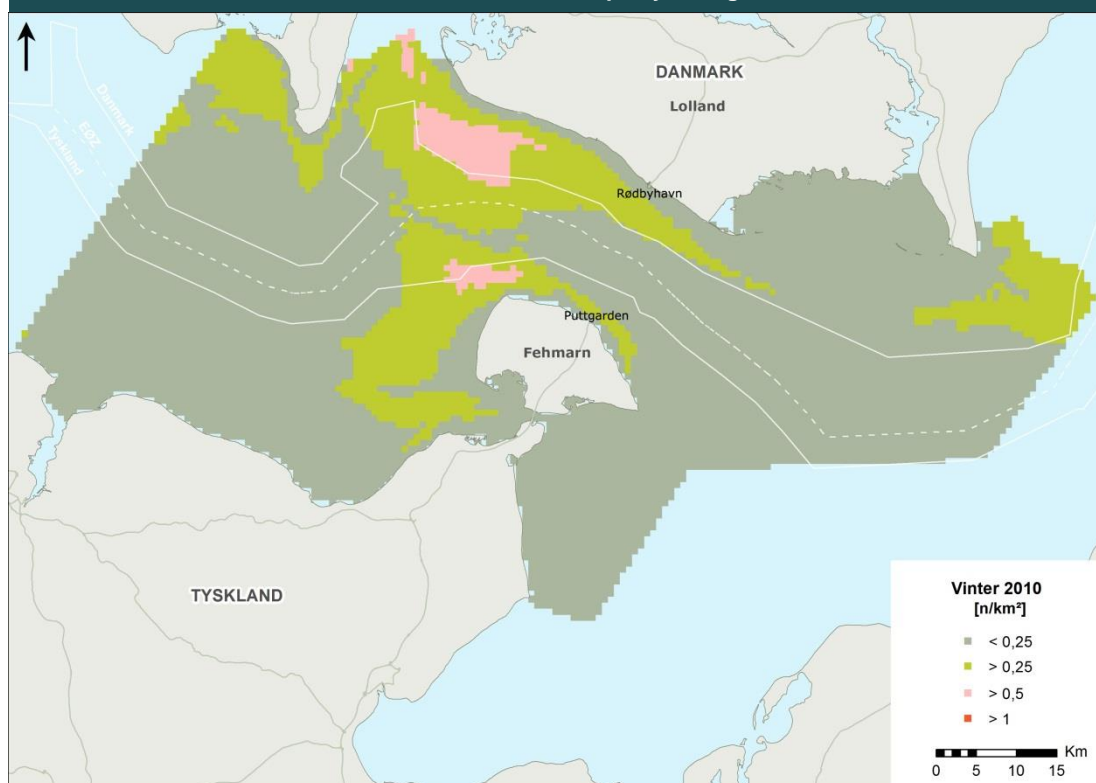 DANMARK
Lolland
Danmark
EØZ
Tyskland
Rødbyhavn
Puttgarden
Fehmarn
TYSKLAND
Vinter 2010
[n/km²]
< 0,25
> 0,25
> 0,5
> 1
Km
0 5 10 15